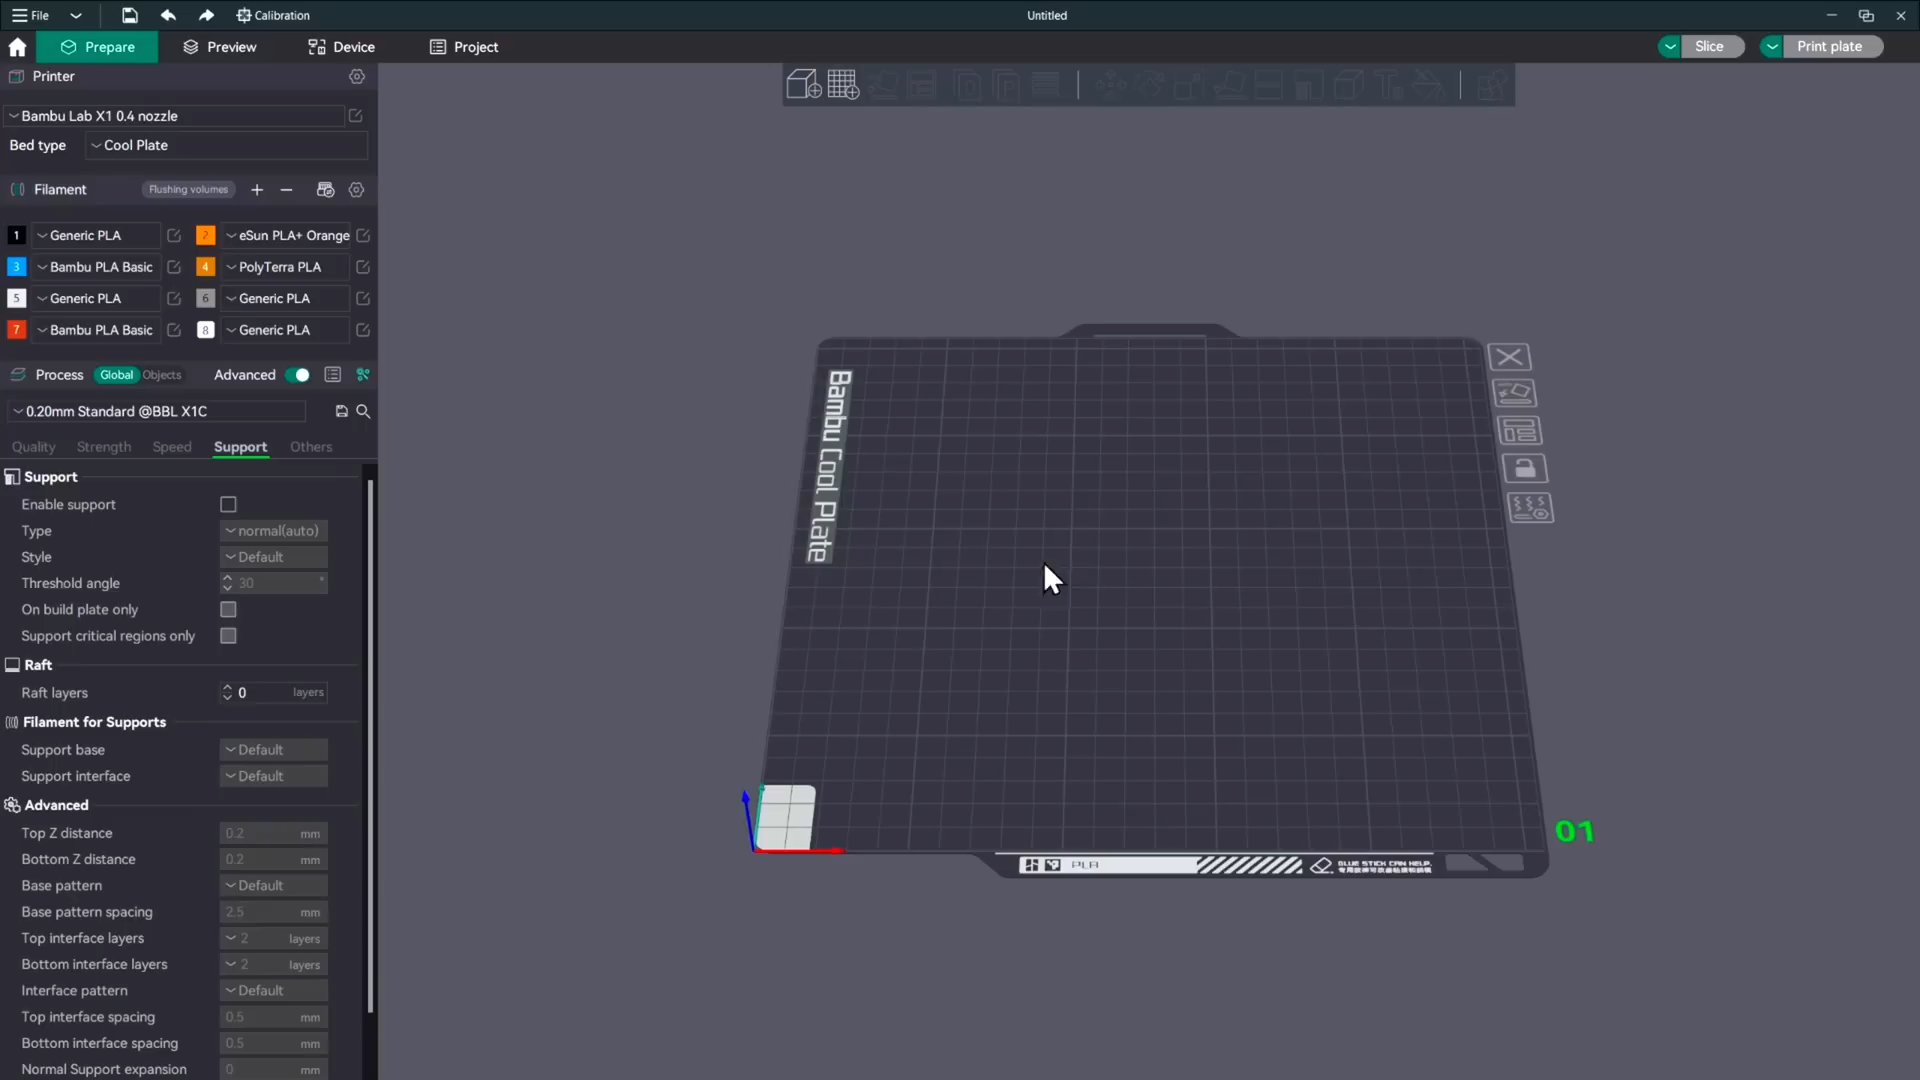 File
Calibration
Untitled
Prepare
Preview
Device
Project
Slice
Print plate
Printer
Bambu Lab X1 0.4 nozzle
Bed type
Cool Plate
Filament
Flushing volumes
1
Generic PLA
2
eSun PLA+ Orange
3
Bambu PLA Basic
4
PolyTerra PLA
5
Generic PLA
6
Generic PLA
7
Bambu PLA Basic
8
Generic PLA
Process
Global
Objects
Advanced
0.20mm Standard @BBL X1C
Quality
Strength
Speed
Support
Others
Support
Enable support
Type
normal(auto)
Style
Default
Threshold angle
30 °
On build plate only
Support critical regions only
Raft
Raft layers
0 layers
Filament for Supports
Support base
Default
Support interface
Default
Advanced
Top Z distance
0.2 mm
Bottom Z distance
0.2 mm
Base pattern
Default
Base pattern spacing
2.5 mm
Top interface layers
2 layers
Bottom interface layers
2 layers
Interface pattern
Default
Top interface spacing
0.5 mm
Bottom interface spacing
0.5 mm
Normal Support expansion
0 mm
Bambu Cool Plate
01
PLA
GLUE STICK CAN HELP.